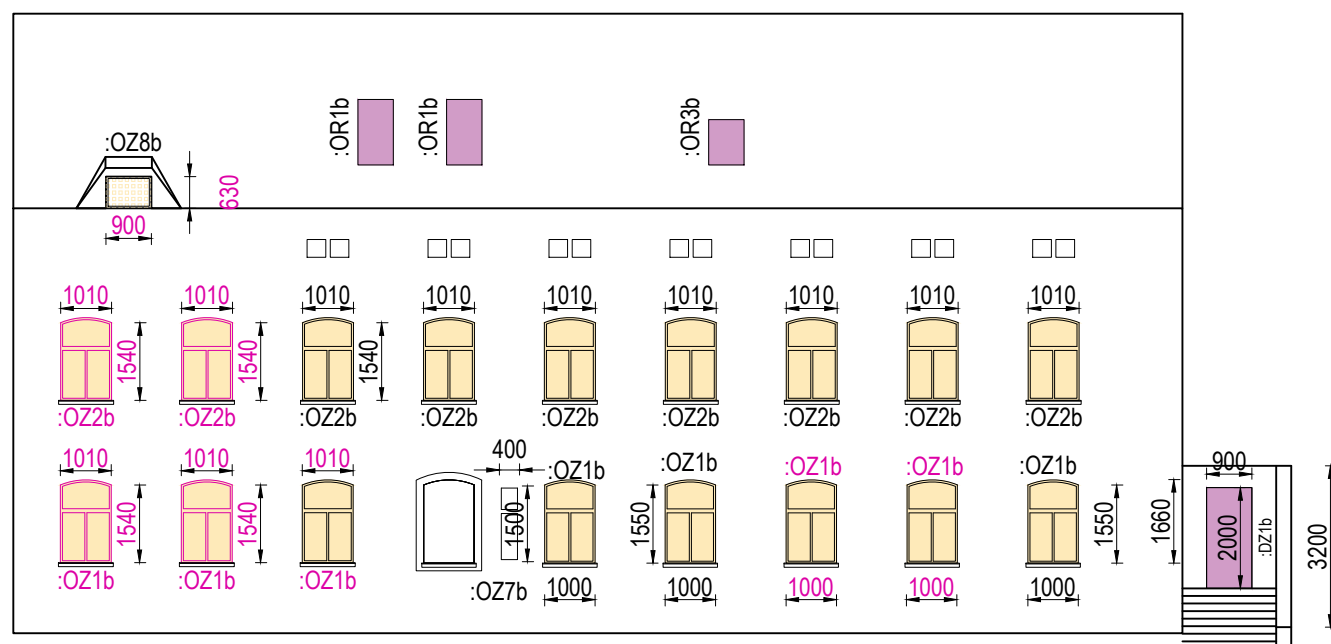 :OR1b :OR1b :OR3b
:OZ8b
630
900
1010 1010 1010 1010 1010 1010 1010 1010 1010
1540 1540 1540
:OZ2b :OZ2b :OZ2b :OZ2b :OZ2b :OZ2b :OZ2b :OZ2b :OZ2b
1010 1010 1010 400 :OZ1b :OZ1b :OZ1b :OZ1b :OZ1b 900
1540 1540 1500 1550 1550 1660 2000 :DZ1b 3200
:OZ1b :OZ1b :OZ1b :OZ7b 1000 1000 1000 1000 1000